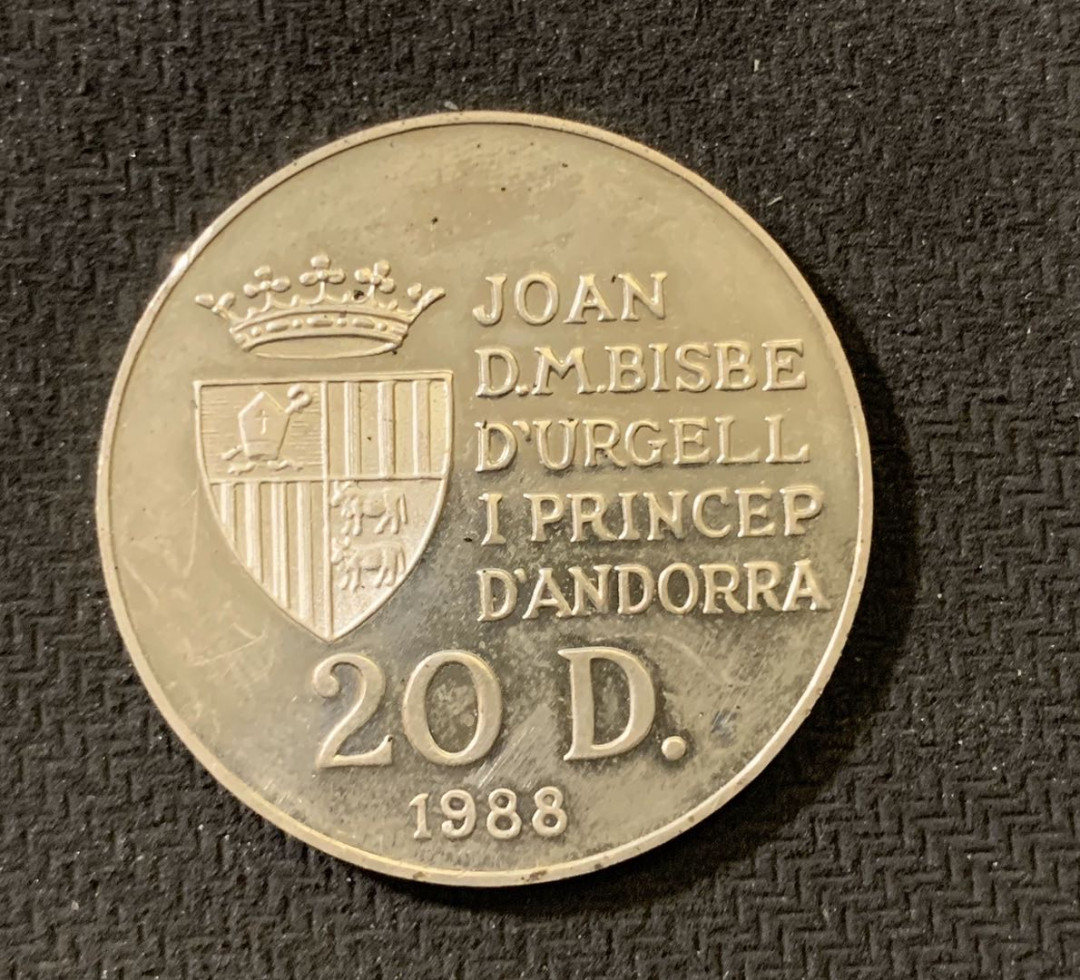 JOAN
D.M.BISBE
D'URGELL
I PRINCEP
D'ANDORRA
20 D.
1988